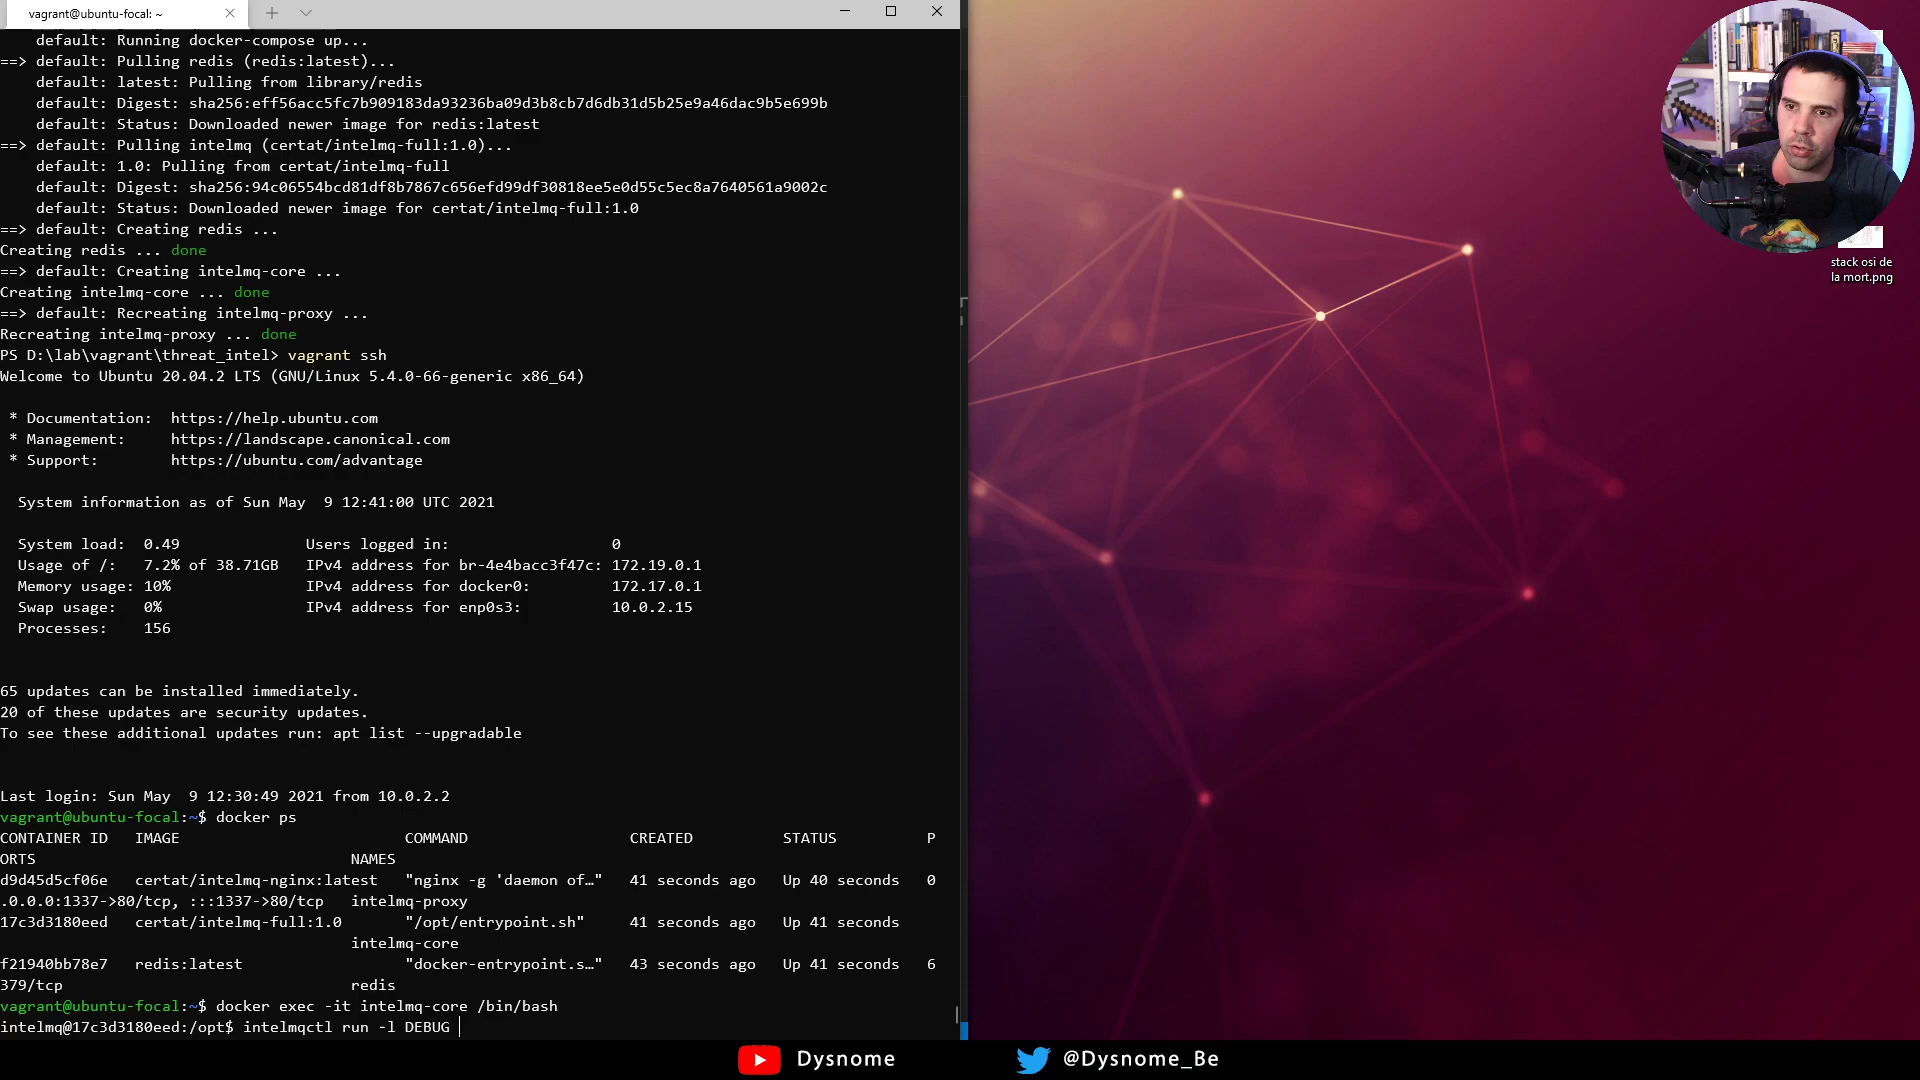 vagrant@ubuntu-focal: ~
default: Running docker-compose up...
==> default: Pulling redis (redis:latest)...
default: latest: Pulling from library/redis
default: Digest: sha256:eff56acc5fc7b909183da93236ba09d3b8cb7d6db31d5b25e9a46dac9b5e699b
default: Status: Downloaded newer image for redis:latest
==> default: Pulling intelmq (certat/intelmq-full:1.0)...
default: 1.0: Pulling from certat/intelmq-full
default: Digest: sha256:94c06554bcd81df8b7867c656efd99df30818ee5e0d55c5ec8a7640561a9002c
default: Status: Downloaded newer image for certat/intelmq-full:1.0
==> default: Creating redis ...
Creating redis ... done
==> default: Creating intelmq-core ...
Creating intelmq-core ... done
==> default: Recreating intelmq-proxy ...
Recreating intelmq-proxy ... done
PS D:\lab\vagrant\threat_intel> vagrant ssh
Welcome to Ubuntu 20.04.2 LTS (GNU/Linux 5.4.0-66-generic x86_64)
* Documentation: https://help.ubuntu.com
* Management: https://landscape.canonical.com
* Support: https://ubuntu.com/advantage
System information as of Sun May 9 12:41:00 UTC 2021
System load: 0.49 Users logged in: 0
Usage of /: 7.2% of 38.71GB IPv4 address for br-4e4bacc3f47c: 172.19.0.1
Memory usage: 10% IPv4 address for docker0: 172.17.0.1
Swap usage: 0% IPv4 address for enp0s3: 10.0.2.15
Processes: 156
65 updates can be installed immediately.
20 of these updates are security updates.
To see these additional updates run: apt list --upgradable
Last login: Sun May 9 12:30:49 2021 from 10.0.2.2
vagrant@ubuntu-focal:~$ docker ps
CONTAINER ID IMAGE COMMAND CREATED STATUS P
ORTS NAMES
d9d45d5cf06e certat/intelmq-nginx:latest "nginx -g 'daemon of…" 41 seconds ago Up 40 seconds 0
.0.0.0:1337->80/tcp, :::1337->80/tcp intelmq-proxy
17c3d3180eed certat/intelmq-full:1.0 "/opt/entrypoint.sh" 41 seconds ago Up 41 seconds
intelmq-core
f21940bb78e7 redis:latest "docker-entrypoint.s…" 43 seconds ago Up 41 seconds 6
379/tcp redis
vagrant@ubuntu-focal:~$ docker exec -it intelmq-core /bin/bash
intelmq@17c3d3180eed:/opt$ intelmqctl run -l DEBUG
stack osi de
la mort.png
Dysnome
@Dysnome_Be